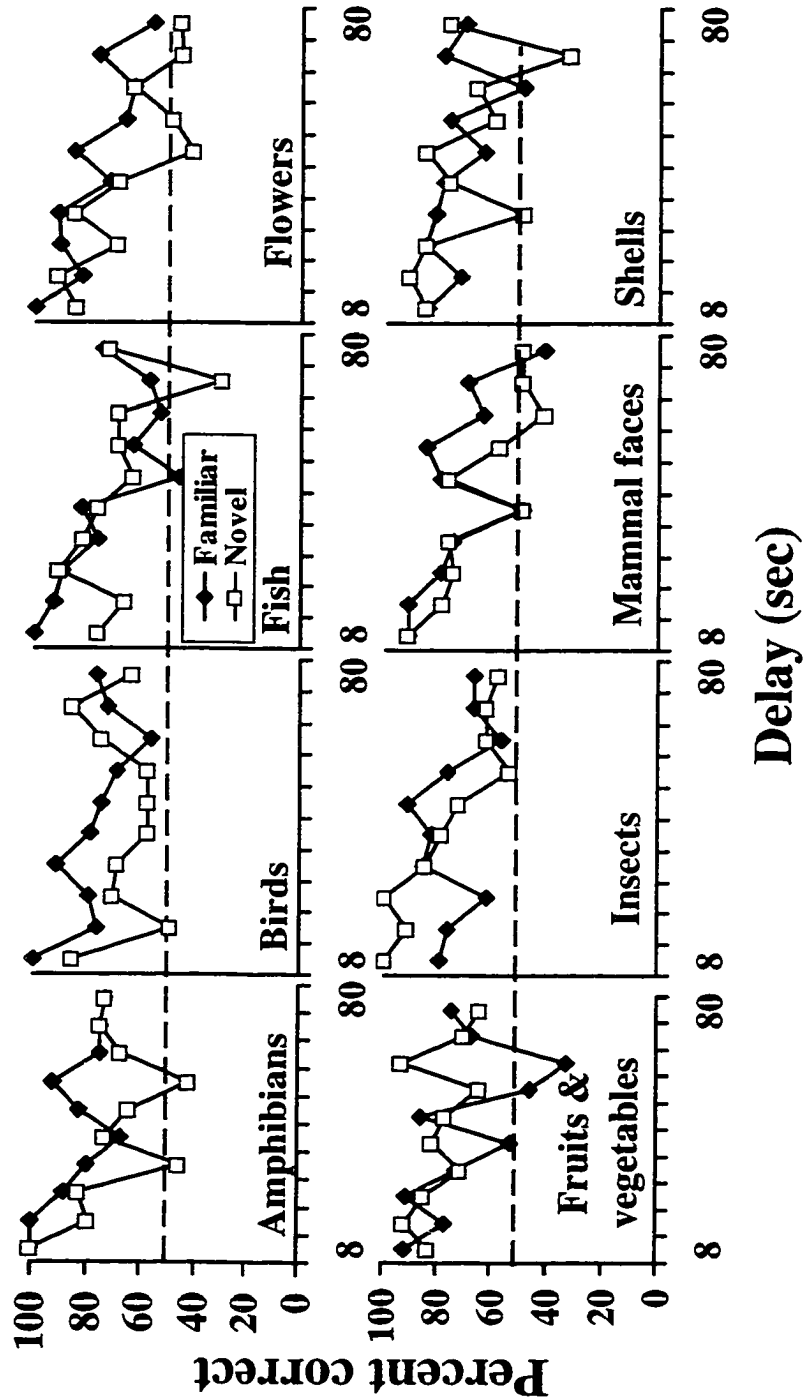 Percent correct
100
80
60
40
20
0
Amphibians
8 80
Birds
8 80
Fish
Familiar
Novel
8 80
Flowers
8 80
100
80
60
40
20
0
Fruits &
vegetables
8 80
Insects
8 80
Mammal faces
8 80
Shells
8 80
Delay (sec)